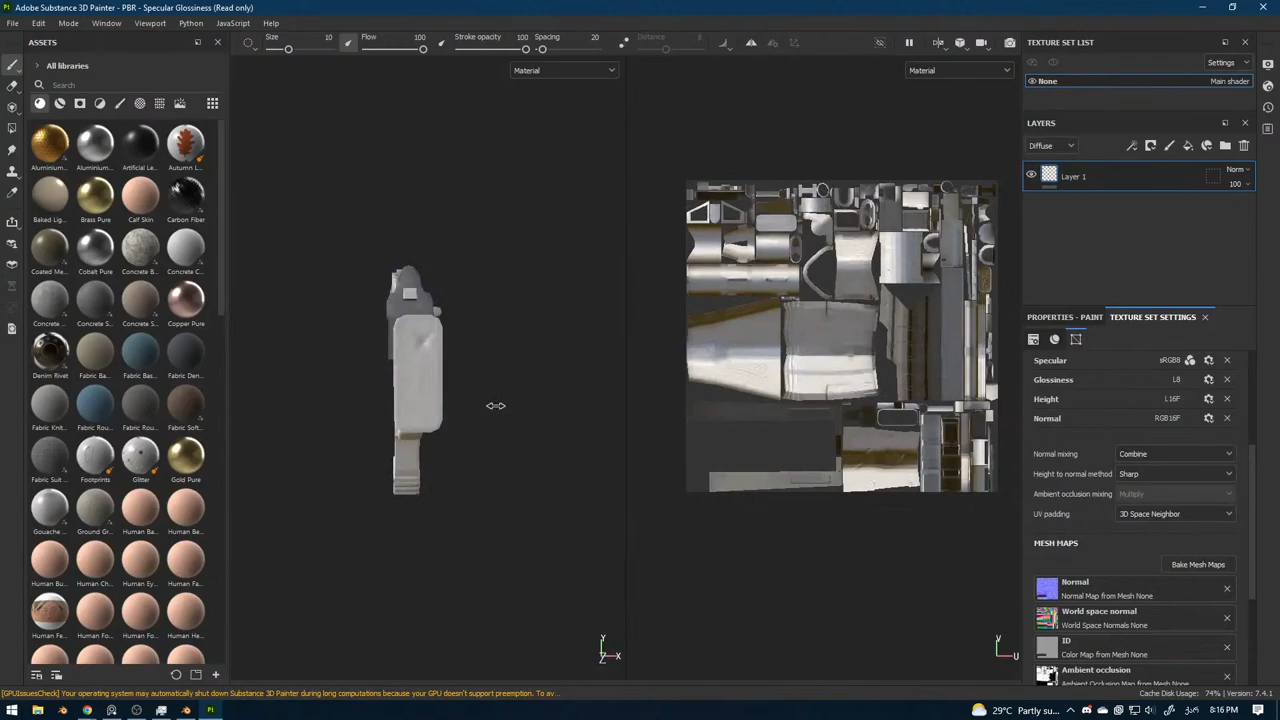 Adobe Substance 3D Painter - PBR - Specular Glossiness (Read only)
File Edit Mode Window Viewport Python JavaScript Help
ASSETS
Size 10 Flow 100 Stroke opacity 100 Spacing 20 Distance 8
TEXTURE SET LIST
All libraries
Search
Material
Material
Settings
None Main shader
LAYERS
Diffuse
Layer 1
Norm
100
Aluminium... Aluminium... Artificial Le... Autumn L...
Baked Lig... Brass Pure Calf Skin Carbon Fiber
Coated Me... Cobalt Pure Concrete B... Concrete C...
Concrete ... Concrete S... Concrete S... Copper Pure
Denim Rivet Fabric Ba... Fabric Ba... Fabric Den...
Fabric Knit... Fabric Rou... Fabric Rou... Fabric Soft...
Fabric Suit ... Footprints Glitter Gold Pure
Gouache ... Ground Gr... Human Ba... Human Be...
Human Bu... Human Ch... Human Ey... Human Fa...
Human Fe... Human Fo... Human Fo... Human He...
PROPERTIES - PAINT TEXTURE SET SETTINGS
Specular sRGB8
Glossiness L8
Height L16F
Normal RGB16F
Normal mixing Combine
Height to normal method Sharp
Ambient occlusion mixing Multiply
UV padding 3D Space Neighbor
MESH MAPS
Bake Mesh Maps
Normal
Normal Map from Mesh None
World space normal
World Space Normals None
ID
Color Map from Mesh None
Ambient occlusion
Ambient Occlusion Map from Mesh None
Y
Z X
V
U
[GPUIssuesCheck] Your operating system may automatically shut down Substance 3D Painter during long computations because your GPU doesn't support preemption. To av...
Cache Disk Usage: 74% | Version: 7.4.1
29°C Partly su... 8:16 PM